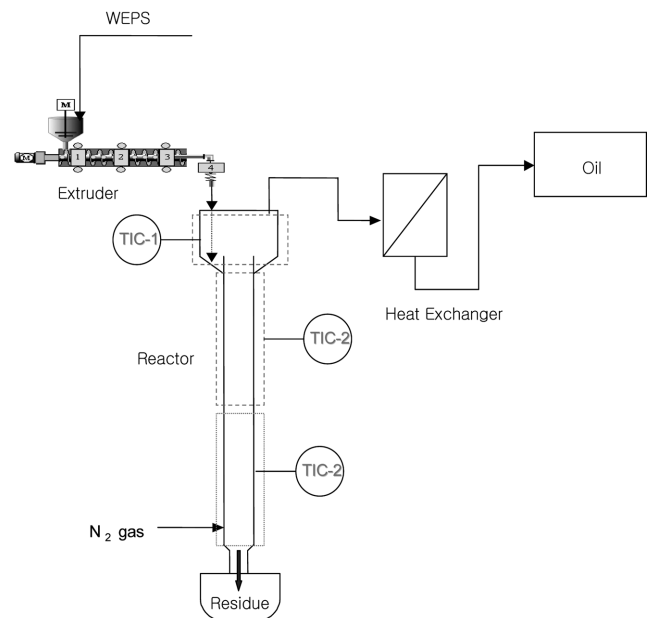 WEPS
M
M
1
2
3
4
Extruder
Oil
TIC-1
Heat Exchanger
TIC-2
Reactor
TIC-2
N2 gas
Residue